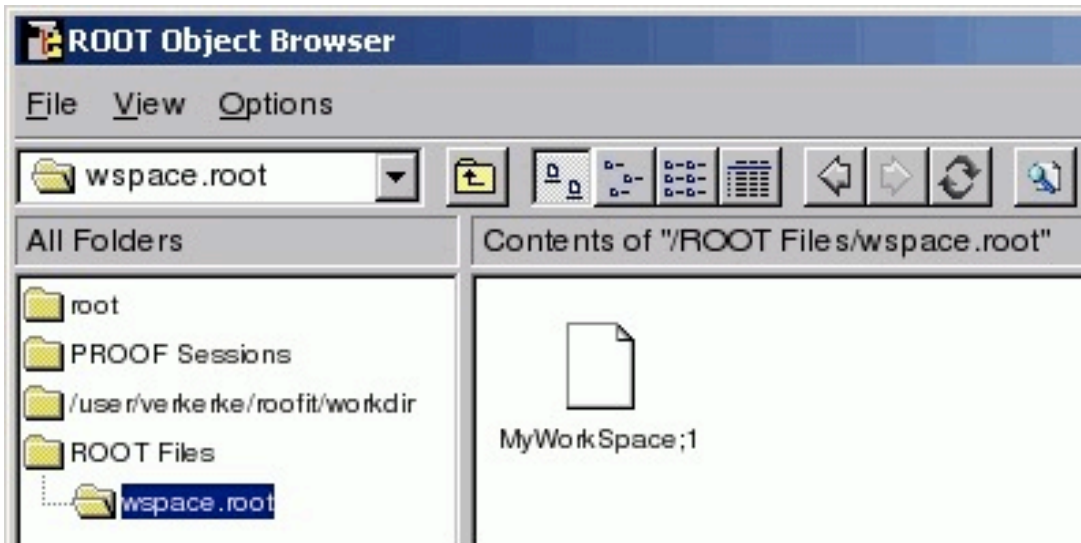 ROOT Object Browser
File View Options
wspace.root
All Folders
Contents of "/ROOT Files/wspace.root"
root
PROOF Sessions
/user/verkerke/roofit/workdir
ROOT Files
wspace.root
MyWorkSpace;1